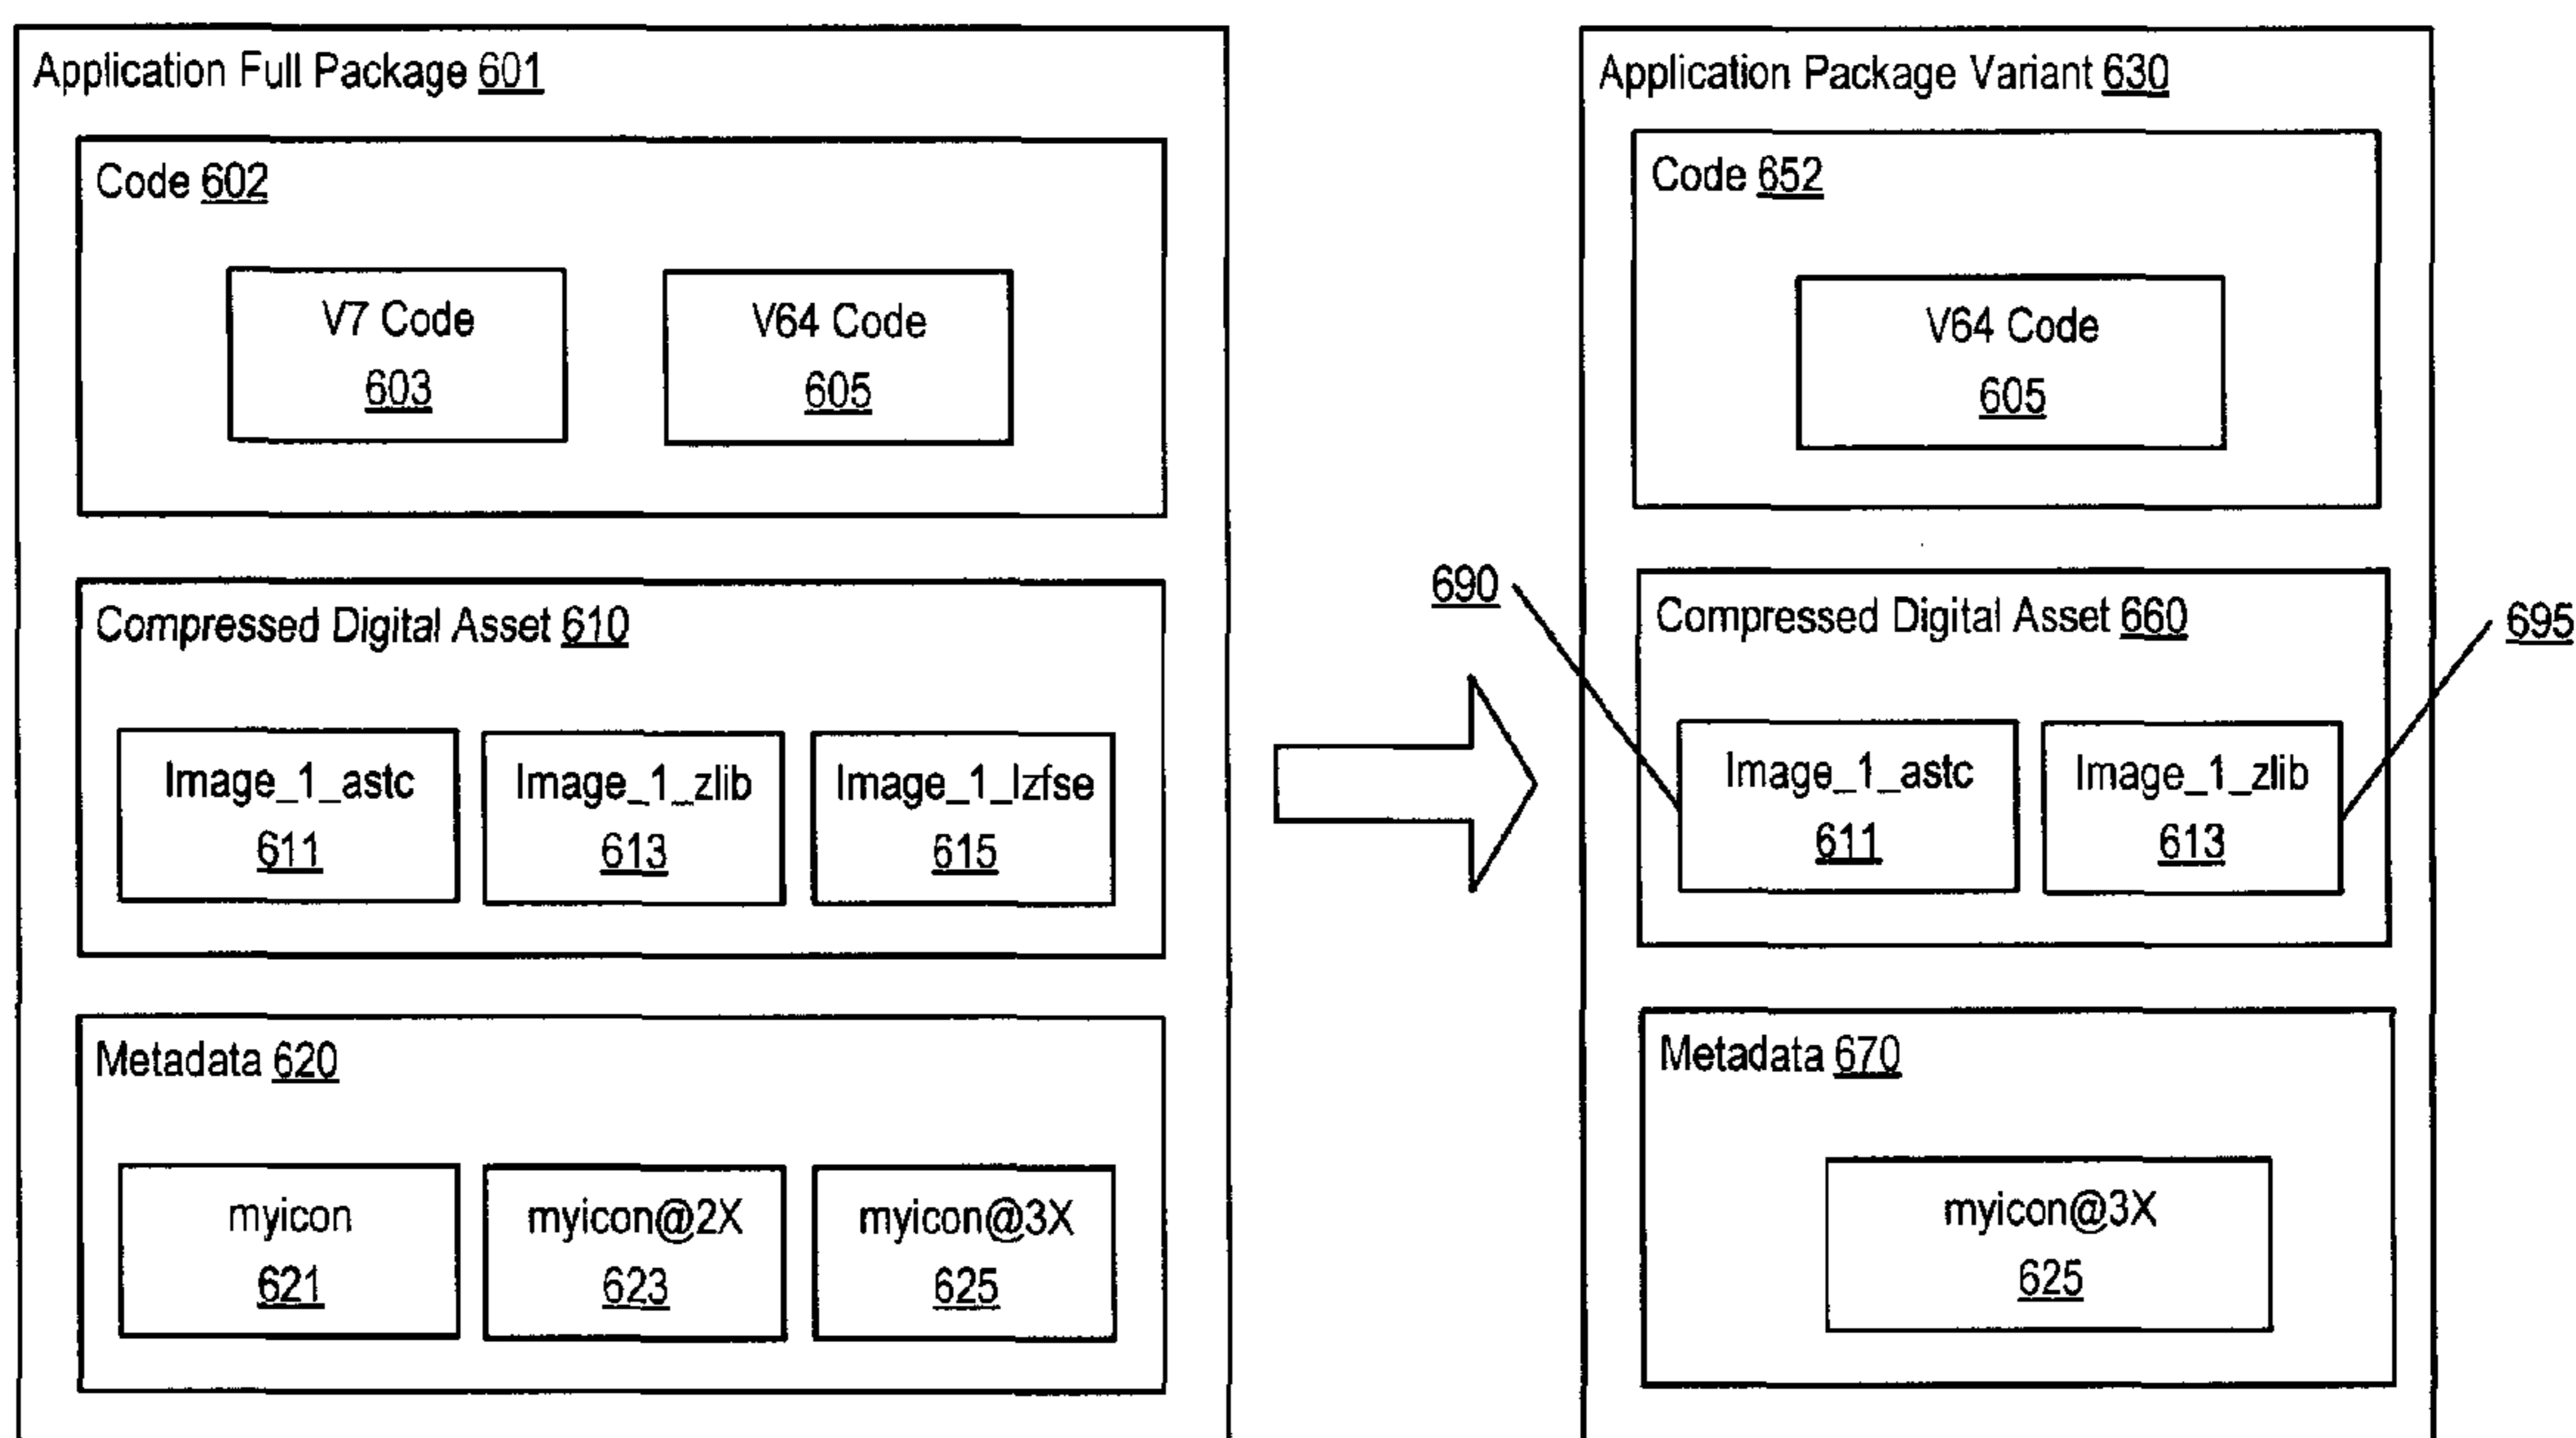 Application Full Package 601
Code 602
V7 Code
603
V64 Code
605
Compressed Digital Asset 610
Image_1_astc
611
Image_1_zlib
613
Image_1_lzfse
615
Metadata 620
myicon
621
myicon@2X
623
myicon@3X
625
Application Package Variant 630
Code 652
V64 Code
605
690
Compressed Digital Asset 660
695
Image_1_astc
611
Image_1_zlib
613
Metadata 670
myicon@3X
625